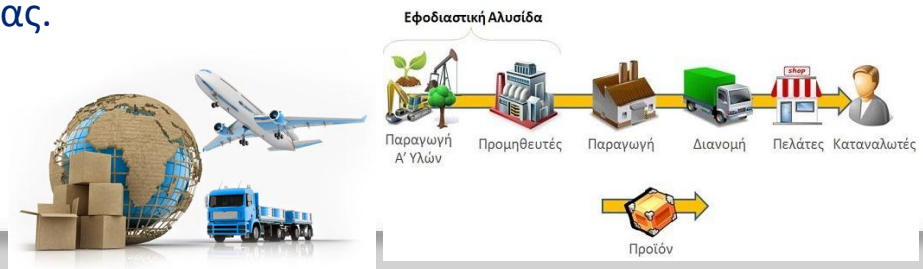 ας.
Εφοδιαστική Αλυσίδα
shop
Παραγωγή
Α' Υλών
Προμηθευτές
Παραγωγή
Διανομή
Πελάτες
Καταναλωτές
Προϊόν